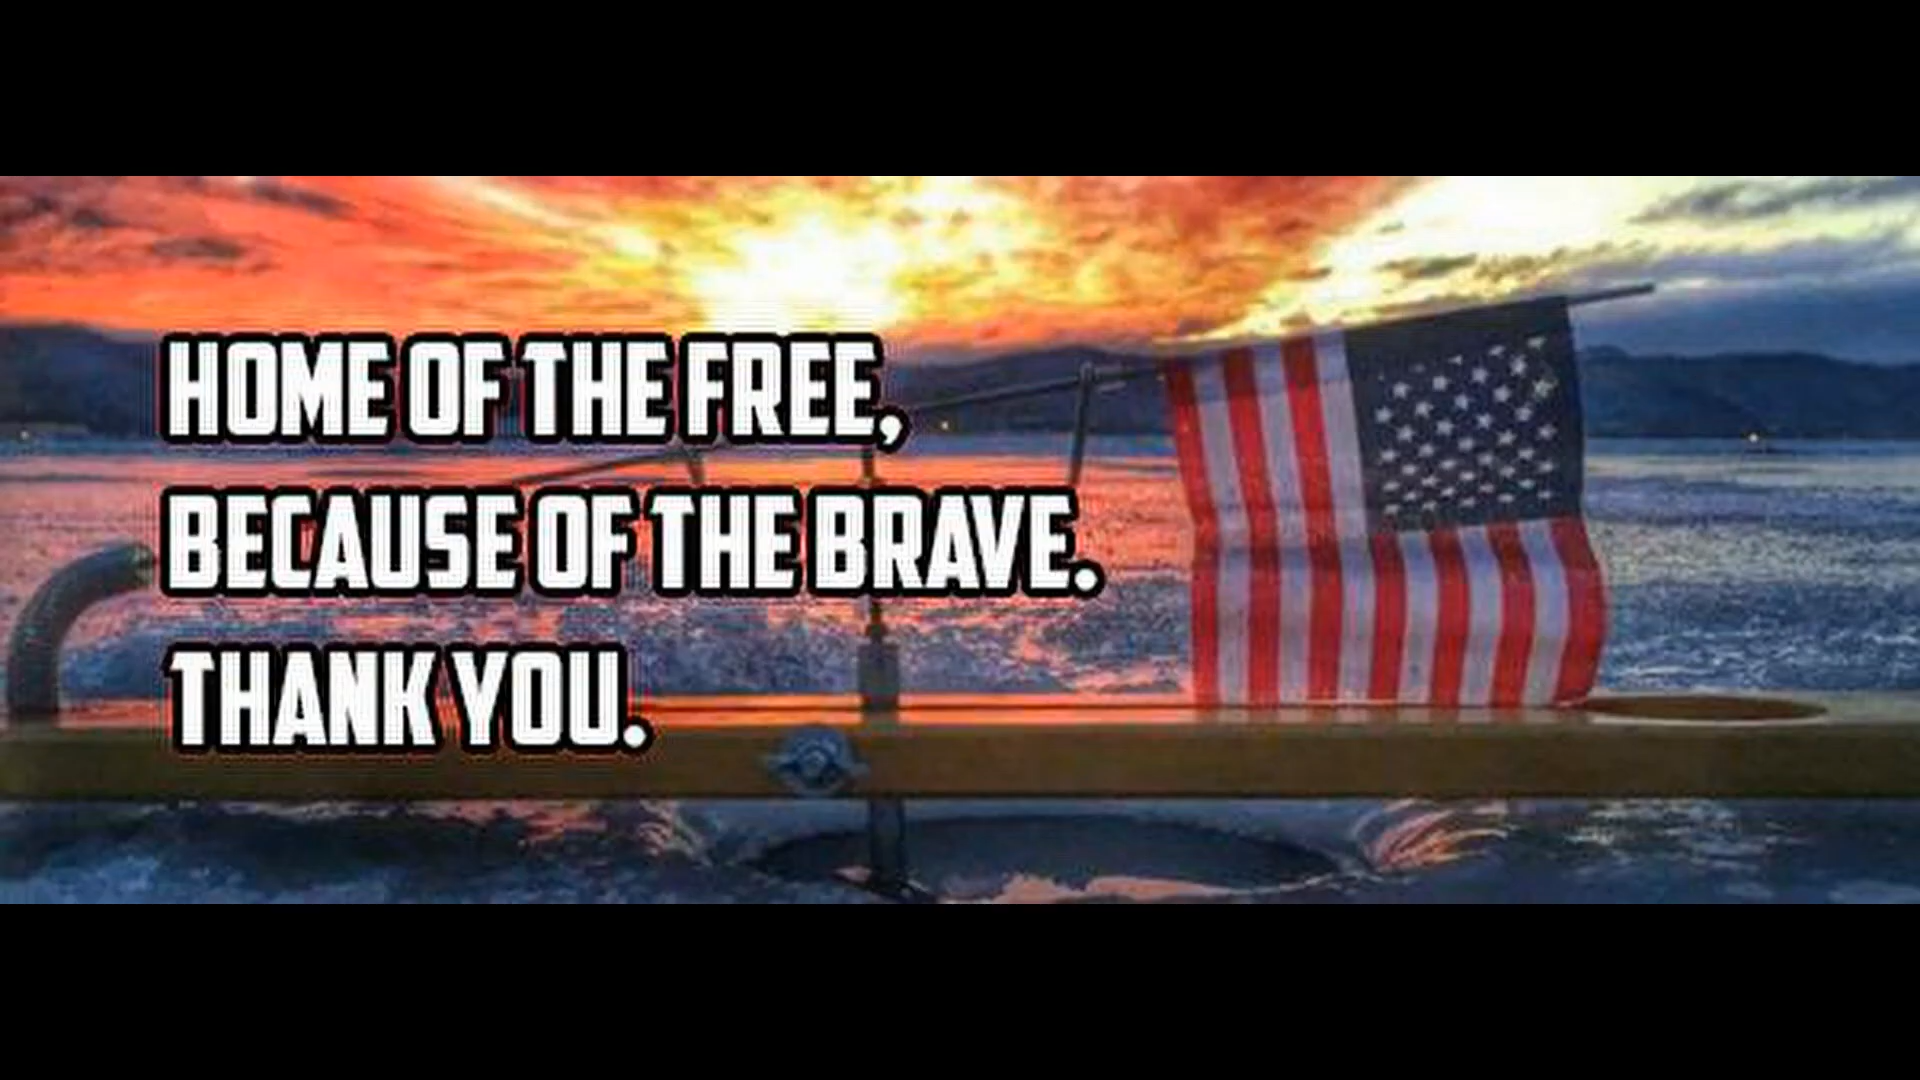 HOME OF THE FREE,
BECAUSE OF THE BRAVE.
THANK YOU.